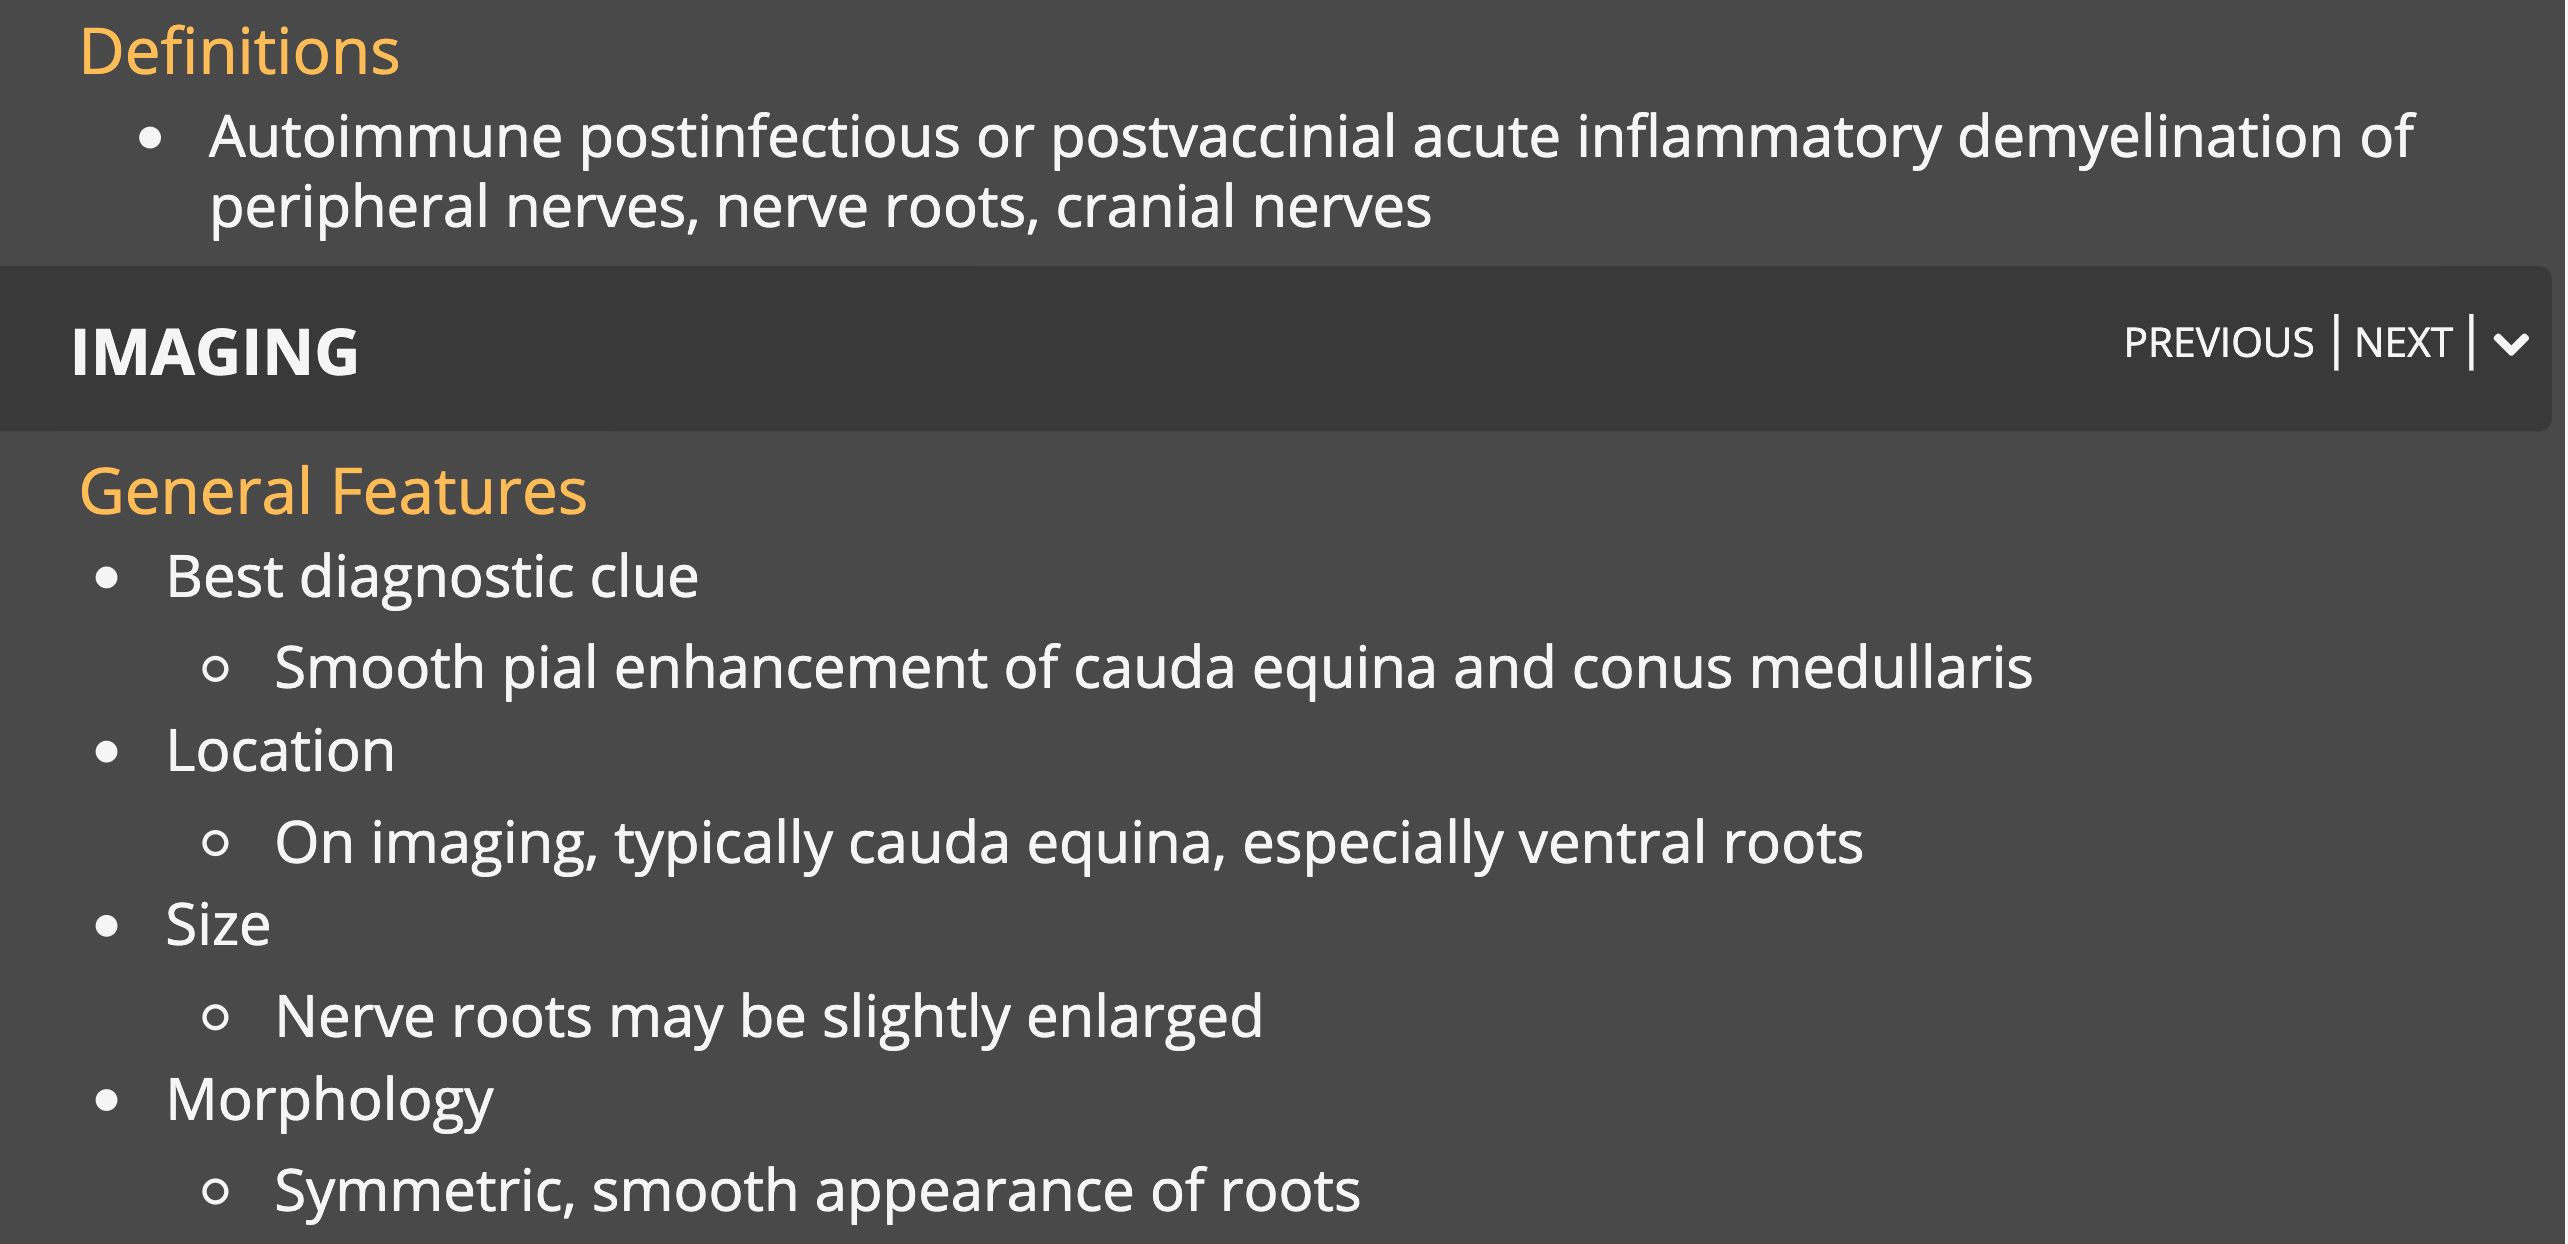 Definitions
• Autoimmune postinfectious or postvaccinial acute inflammatory demyelination of
peripheral nerves, nerve roots, cranial nerves
IMAGING
PREVIOUS | NEXT |
General Features
• Best diagnostic clue
○ Smooth pial enhancement of cauda equina and conus medullaris
• Location
○ On imaging, typically cauda equina, especially ventral roots
• Size
○ Nerve roots may be slightly enlarged
• Morphology
○ Symmetric, smooth appearance of roots